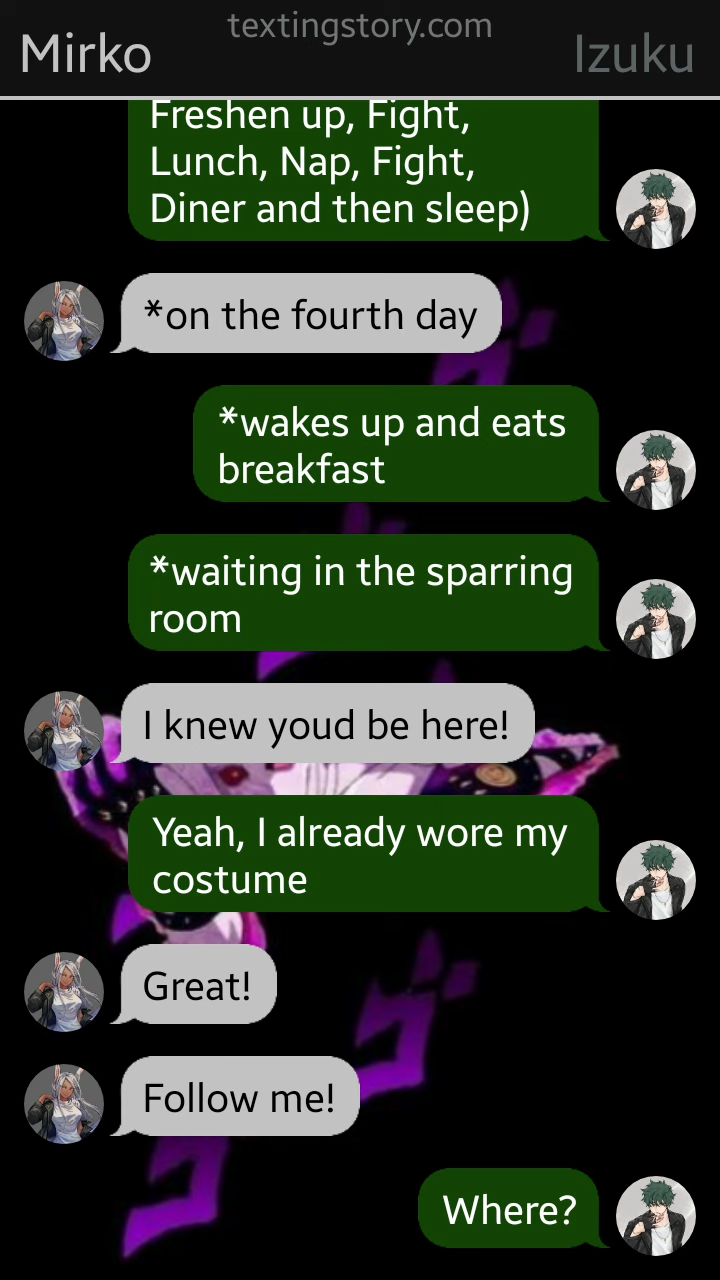 textingstory.com
Mirko
Izuku
Freshen up, Fight,
Lunch, Nap, Fight,
Diner and then sleep)
*on the fourth day
*wakes up and eats
breakfast
*waiting in the sparring
room
I knew youd be here!
Yeah, I already wore my
costume
Great!
Follow me!
Where?